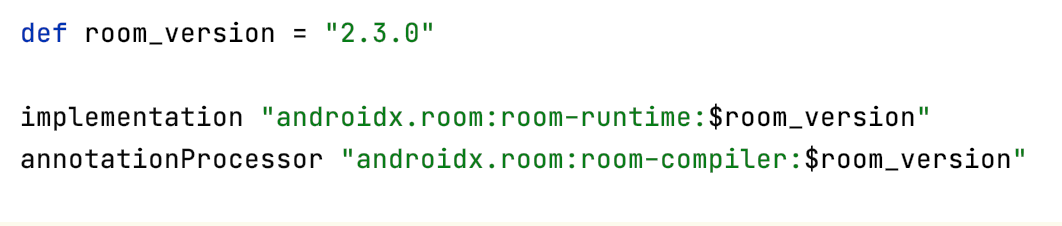 def room_version = "2.3.0"
implementation "androidx.room:room-runtime:$room_version"
annotationProcessor "androidx.room:room-compiler:$room_version"